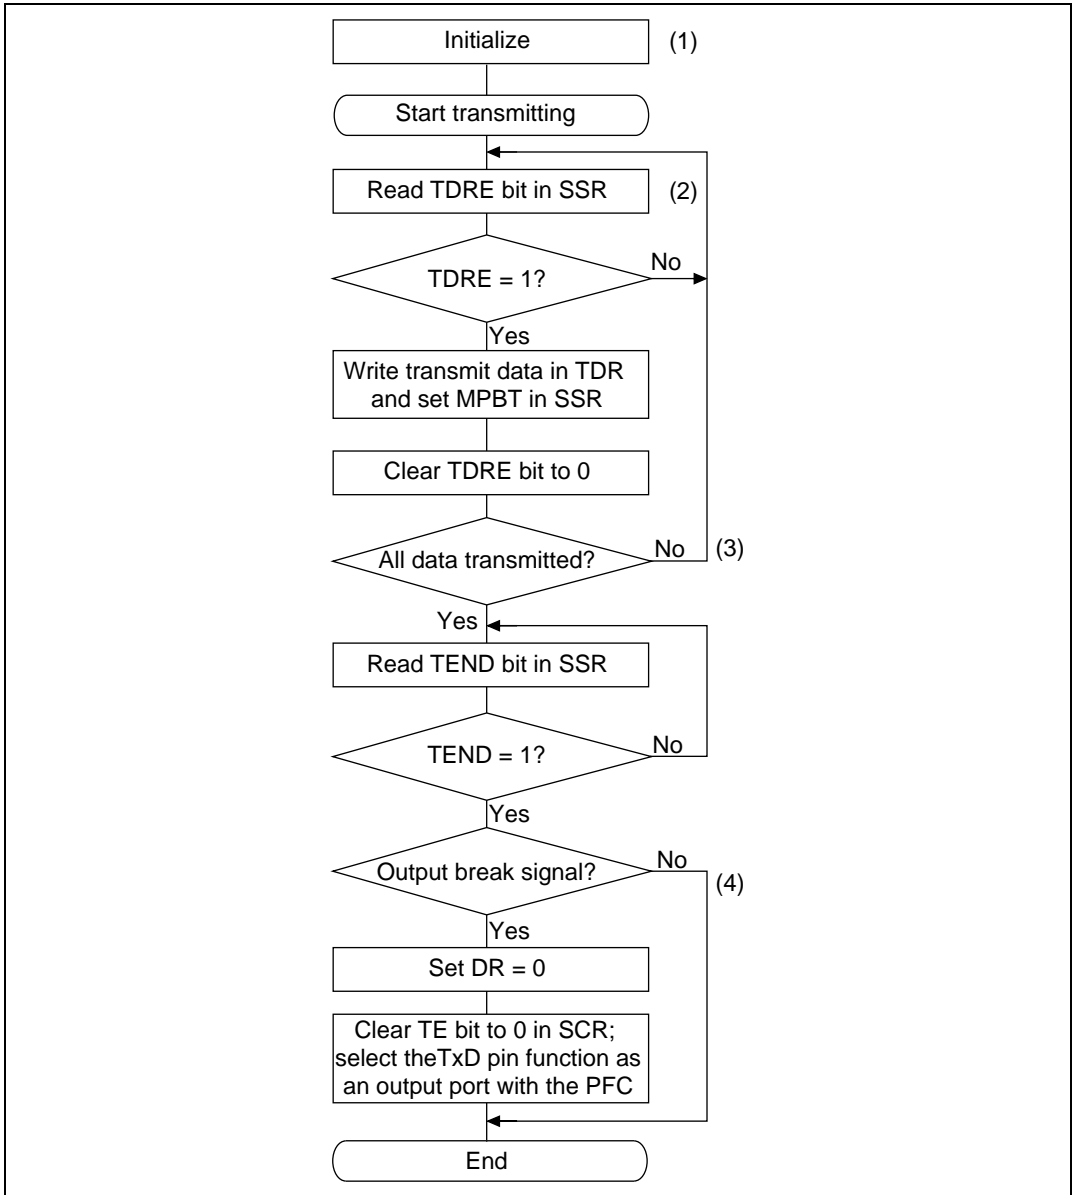 Initialize
(1)
Start transmitting
Read TDRE bit in SSR
(2)
TDRE = 1?
No
Yes
Write transmit data in TDR
and set MPBT in SSR
Clear TDRE bit to 0
All data transmitted?
No
(3)
Yes
Read TEND bit in SSR
TEND = 1?
No
Yes
Output break signal?
No
(4)
Yes
Set DR = 0
Clear TE bit to 0 in SCR;
select theTxD pin function as
an output port with the PFC
End